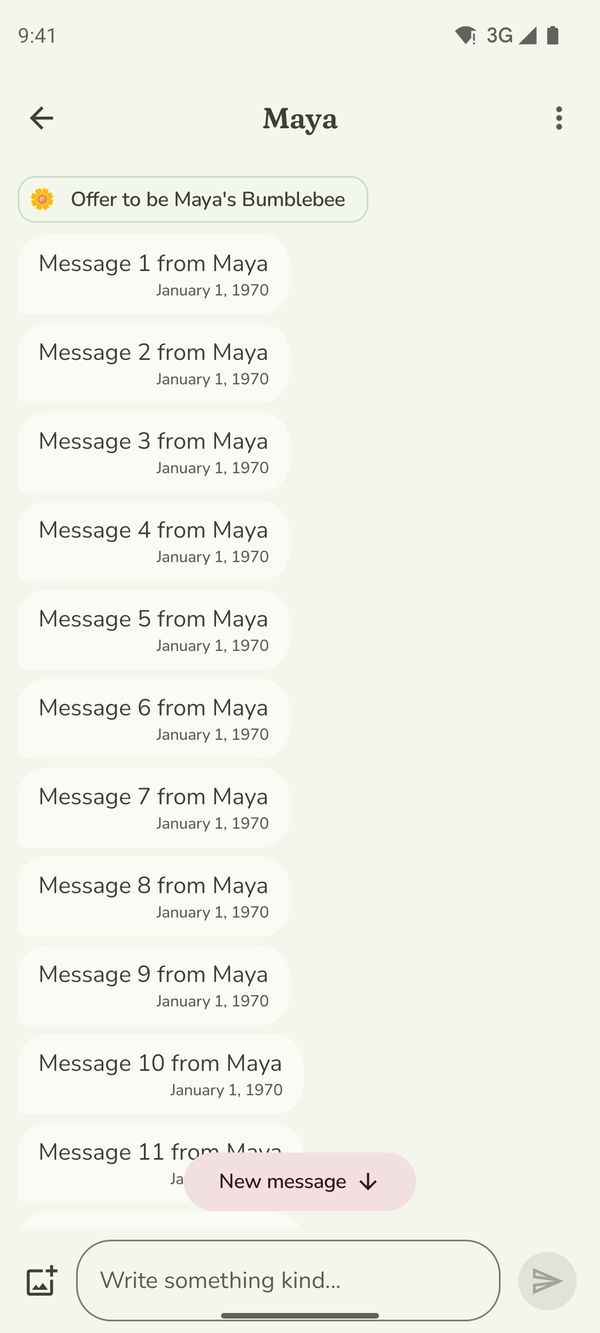 9:41
3G
Maya
Offer to be Maya's Bumblebee
Message 1 from Maya
January 1, 1970
Message 2 from Maya
January 1, 1970
Message 3 from Maya
January 1, 1970
Message 4 from Maya
January 1, 1970
Message 5 from Maya
January 1, 1970
Message 6 from Maya
January 1, 1970
Message 7 from Maya
January 1, 1970
Message 8 from Maya
January 1, 1970
Message 9 from Maya
January 1, 1970
Message 10 from Maya
January 1, 1970
Message 11 from Maya
New message
Write something kind...